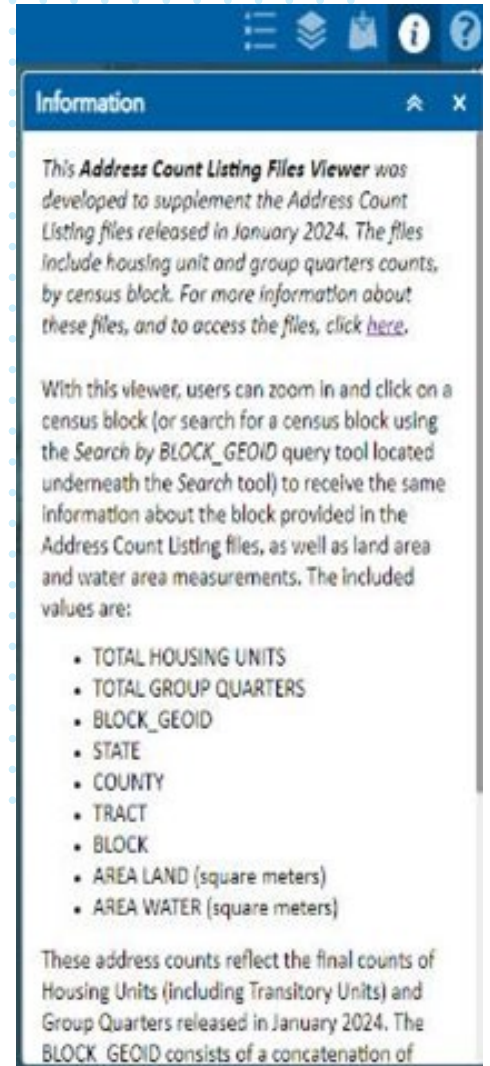 Information
This Address Count Listing Files Viewer was
developed to supplement the Address Count
Listing files released in January 2024. The files
include housing unit and group quarters counts,
by census block. For more information about
these files, and to access the files, click here.
With this viewer, users can zoom in and click on a
census block (or search for a census block using
the Search by BLOCK_GEOID query tool located
underneath the Search tool) to receive the same
information about the block provided in the
Address Count Listing files, as well as land area
and water area measurements. The included
values are:
• TOTAL HOUSING UNITS
• TOTAL GROUP QUARTERS
• BLOCK_GEOID
• STATE
• COUNTY
• TRACT
• BLOCK
• AREA LAND (square meters)
• AREA WATER (square meters)
These address counts reflect the final counts of
Housing Units (including Transitory Units) and
Group Quarters released in January 2024. The
BLOCK_GEOID consists of a concatenation of